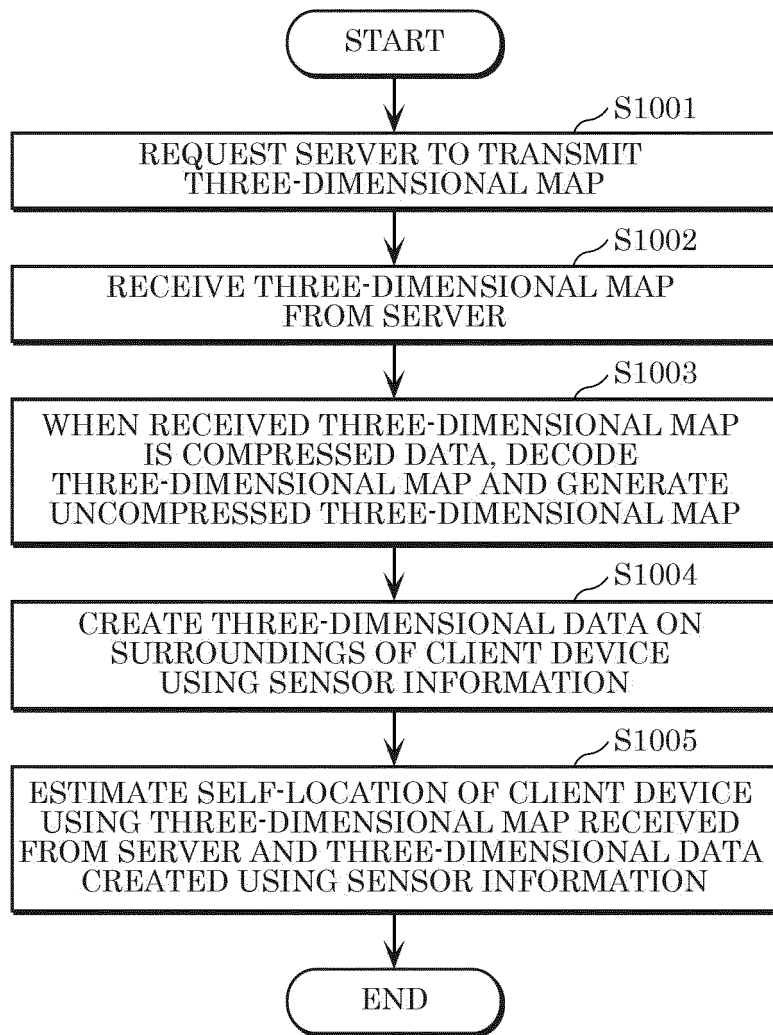 START
S1001
REQUEST SERVER TO TRANSMIT
THREE-DIMENSIONAL MAP
S1002
RECEIVE THREE-DIMENSIONAL MAP
FROM SERVER
S1003
WHEN RECEIVED THREE-DIMENSIONAL MAP
IS COMPRESSED DATA, DECODE
THREE-DIMENSIONAL MAP AND GENERATE
UNCOMPRESSED THREE-DIMENSIONAL MAP
S1004
CREATE THREE-DIMENSIONAL DATA ON
SURROUNDINGS OF CLIENT DEVICE
USING SENSOR INFORMATION
S1005
ESTIMATE SELF-LOCATION OF CLIENT DEVICE
USING THREE-DIMENSIONAL MAP RECEIVED
FROM SERVER AND THREE-DIMENSIONAL DATA
CREATED USING SENSOR INFORMATION
END